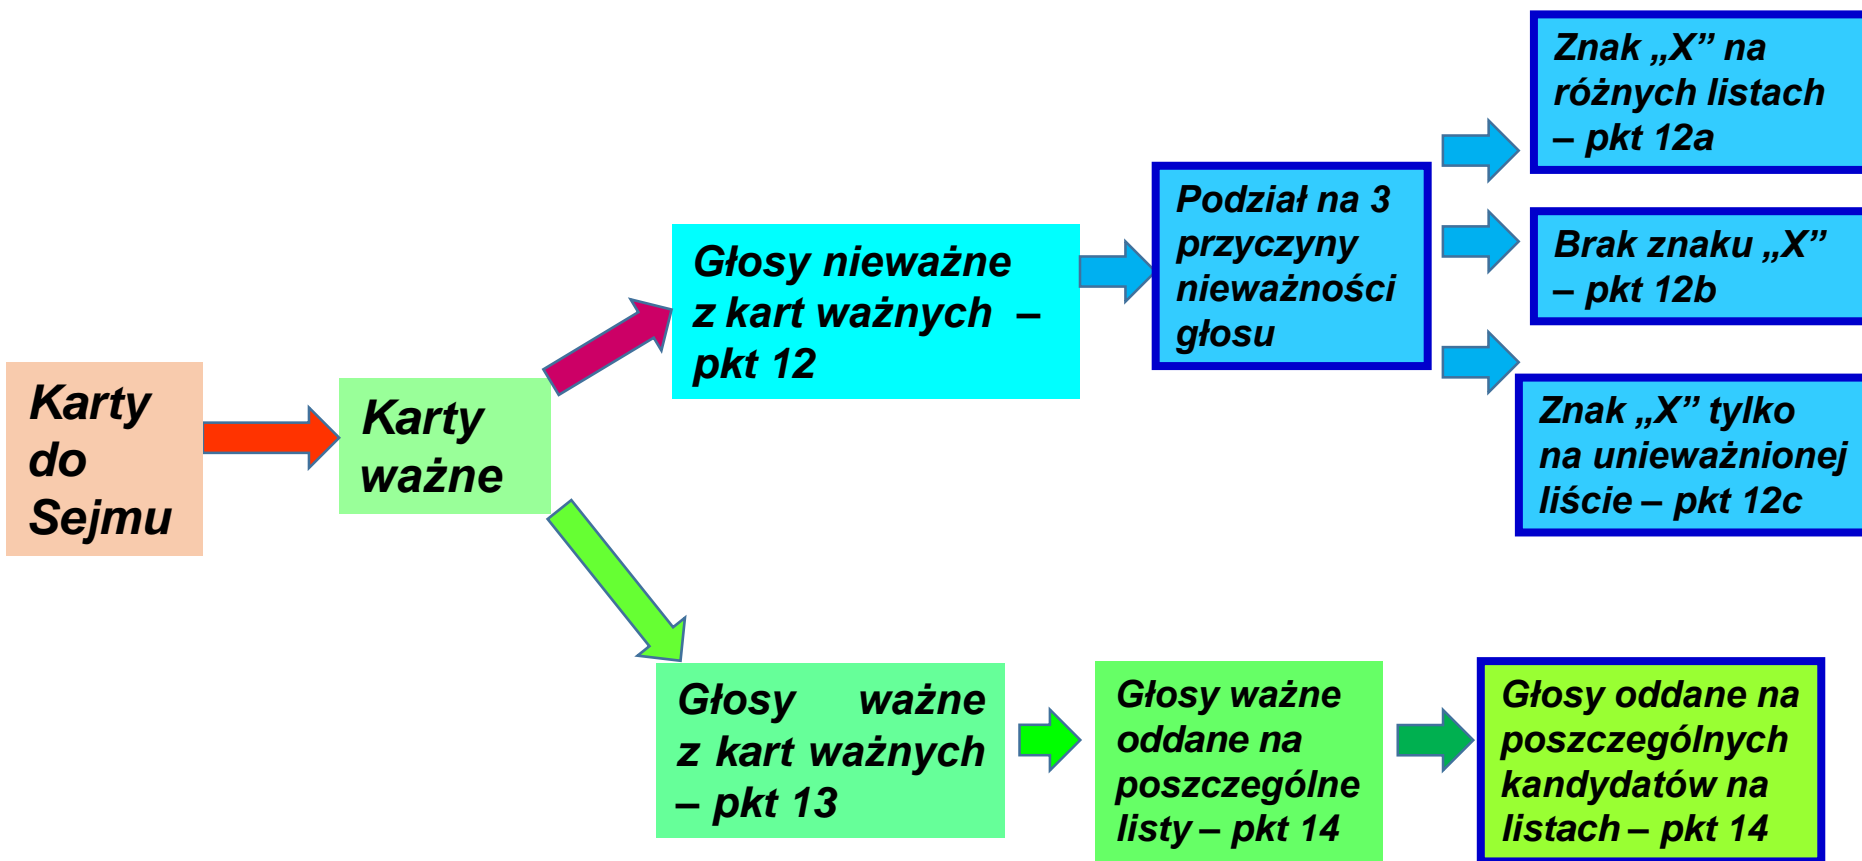 Karty
do
Sejmu
Karty
ważne
Głosy nieważne
z kart ważnych –
pkt 12
Podział na 3
przyczyny
nieważności
głosu
Znak „X” na
różnych listach
– pkt 12a
Brak znaku „X”
– pkt 12b
Znak „X” tylko
na unieważnionej
liście – pkt 12c
Głosy ważne
z kart ważnych
– pkt 13
Głosy ważne
oddane na
poszczególne
listy – pkt 14
Głosy oddane na
poszczególnych
kandydatów na
listach – pkt 14